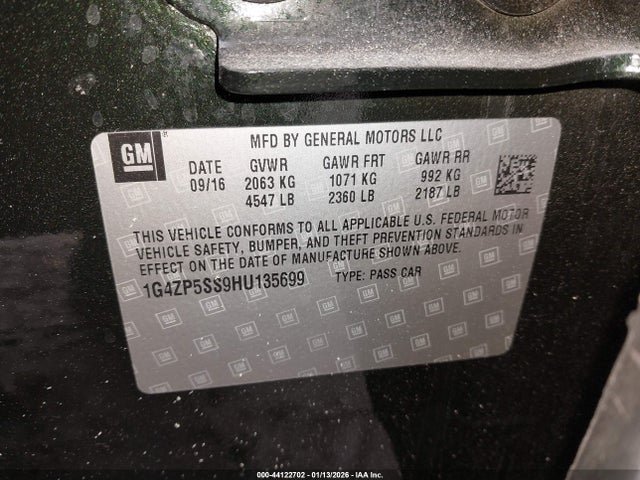 GM
MFD BY GENERAL MOTORS LLC
DATE GVWR GAWR FRT GAWR RR
09/16 2063 KG 1071 KG 992 KG
4547 LB 2360 LB 2187 LB
THIS VEHICLE CONFORMS TO ALL APPLICABLE U.S. FEDERAL MOTOR
VEHICLE SAFETY, BUMPER, AND THEFT PREVENTION STANDARDS IN
EFFECT ON THE DATE OF MANUFACTURE SHOWN ABOVE.
1G4ZP5SS9HU135699 TYPE: PASS CAR
000-44122702 - 01/13/2026 - IAA Inc.